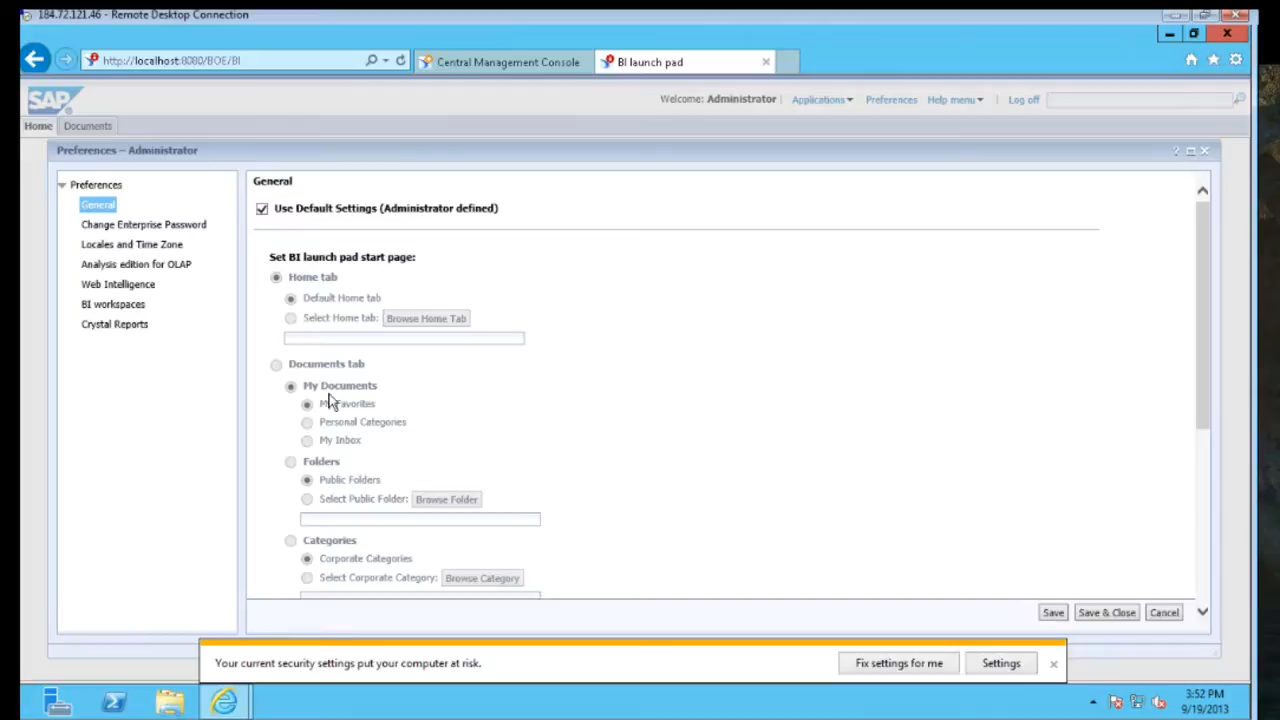 184.72.121.46 - Remote Desktop Connection
http://localhost:8080/BOE/BI
Central Management Console
BI launch pad
SAP
Welcome: Administrator
Applications
Preferences
Help menu
Log off
Home
Documents
Preferences – Administrator
?
Preferences
General
Change Enterprise Password
Locales and Time Zone
Analysis edition for OLAP
Web Intelligence
BI workspaces
Crystal Reports
General
Use Default Settings (Administrator defined)
Set BI launch pad start page:
Home tab
Default Home tab
Select Home tab: Browse Home Tab
Documents tab
My Documents
My Favorites
Personal Categories
My Inbox
Folders
Public Folders
Select Public Folder: Browse Folder
Categories
Corporate Categories
Select Corporate Category: Browse Category
Save
Save & Close
Cancel
Your current security settings put your computer at risk.
Fix settings for me
Settings
3:52 PM
9/19/2013